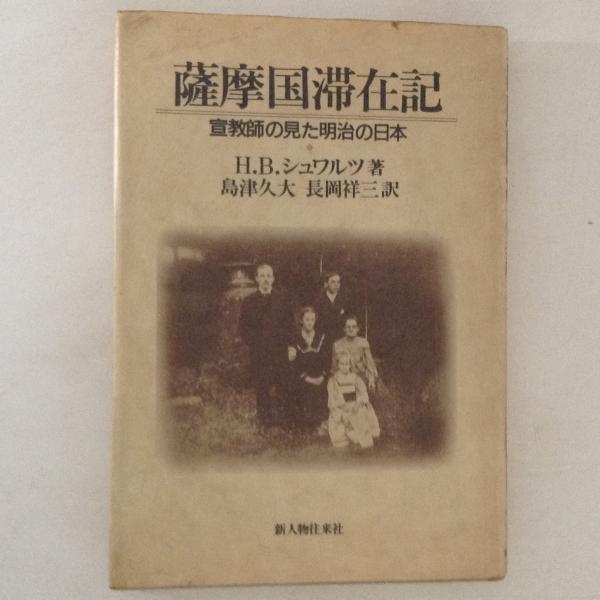 薩摩国滞在記
宣教師の見た明治の日本
H.B.シュワルツ著
島津久大 長岡祥三訳
新人物往来社